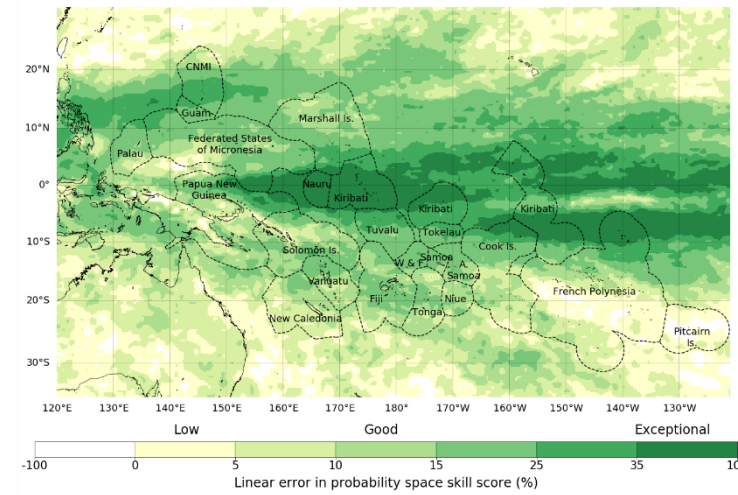 20°N
10°N
0°
10°S
20°S
30°S
CNMI
Guam
Marshall Is.
Federated States
of Micronesia
Palau
Papua New
Guinea
Nauru
Kiribati
Kiribati
Kiribati
Tuvalu
Tokelau
Cook Is.
Solomon Is.
W & F
Samoa
A.
Samoa
Vanuatu
Fiji
Niue
Tonga
French Polynesia
New Caledonia
Pitcairn
Is.
120°E 130°E 140°E 150°E 160°E 170°E 180° 170°W 160°W 150°W 140°W 130°W
Low Good Exceptional
-100 0 5 10 15 25 35 10
Linear error in probability space skill score (%)